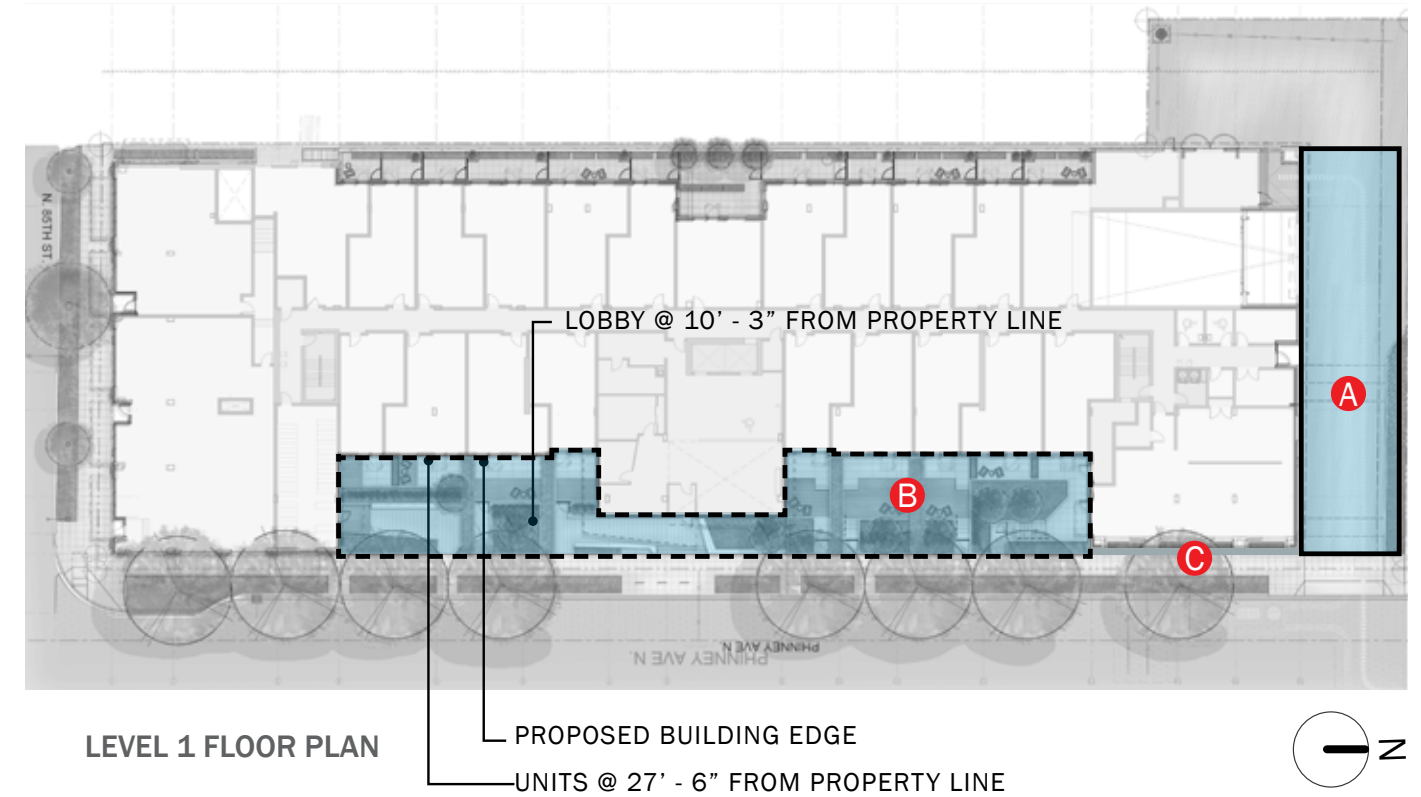 N. 85TH ST.
LOBBY @ 10’ - 3” FROM PROPERTY LINE
A
B
C
PHINNEY AVE N.
PHINNEY AVE N.
LEVEL 1 FLOOR PLAN
PROPOSED BUILDING EDGE
UNITS @ 27’ - 6” FROM PROPERTY LINE
N